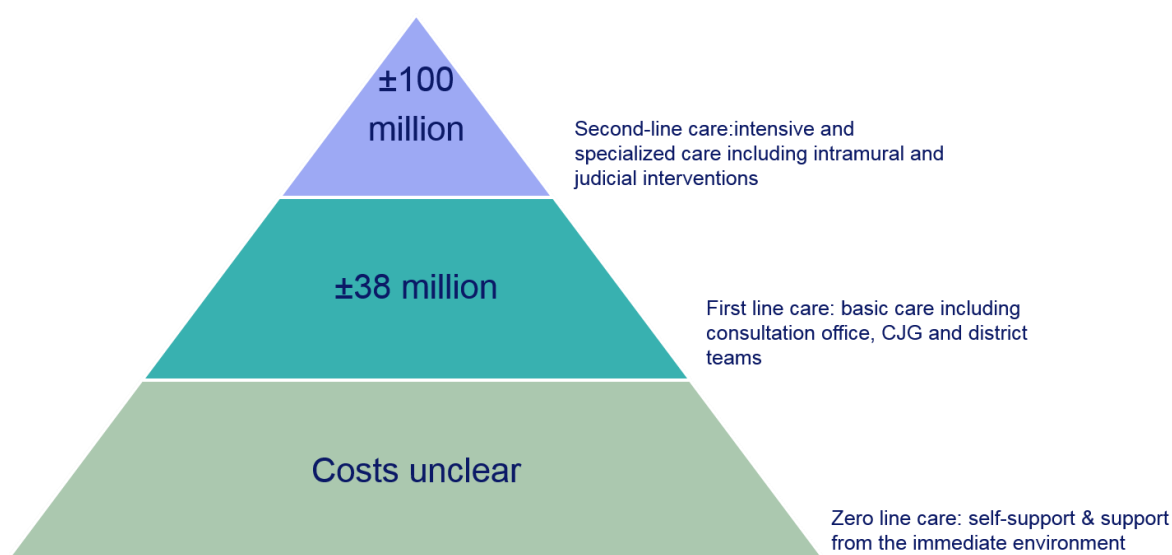 ±100
million
Second-line care:intensive and
specialized care including intramural and
judicial interventions
±38 million
First line care: basic care including
consultation office, CJG and district
teams
Costs unclear
Zero line care: self-support & support
from the immediate environment